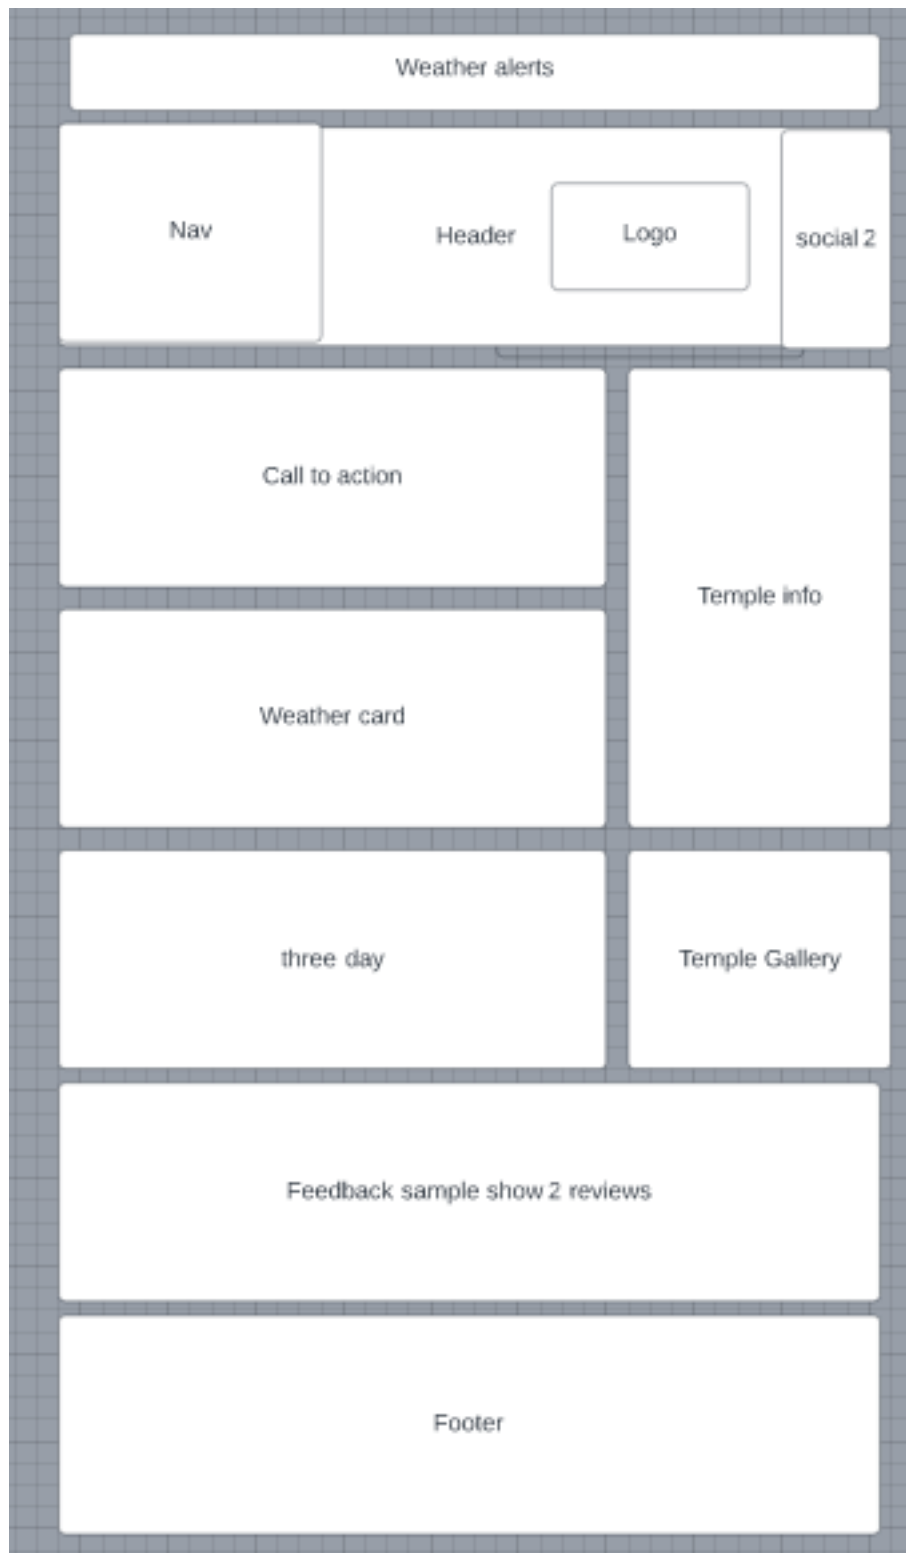 Weather alerts
Nav
Header
Logo
social 2
Call to action
Temple info
Weather card
three day
Temple Gallery
Feedback sample show 2 reviews
Footer